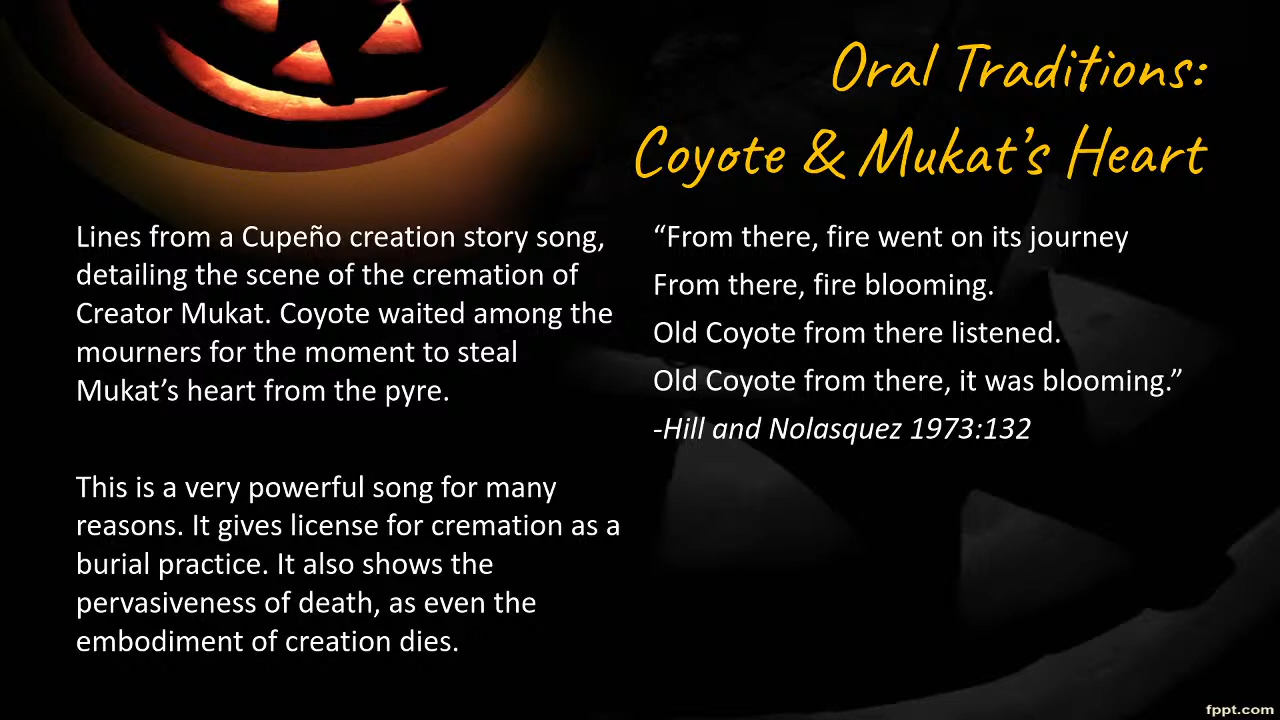 Oral Traditions:
Coyote & Mukat’s Heart
Lines from a Cupeño creation story song,
detailing the scene of the cremation of
Creator Mukat. Coyote waited among the
mourners for the moment to steal
Mukat’s heart from the pyre.
This is a very powerful song for many
reasons. It gives license for cremation as a
burial practice. It also shows the
pervasiveness of death, as even the
embodiment of creation dies.
“From there, fire went on its journey
From there, fire blooming.
Old Coyote from there listened.
Old Coyote from there, it was blooming.”
-Hill and Nolasquez 1973:132
fppt.com